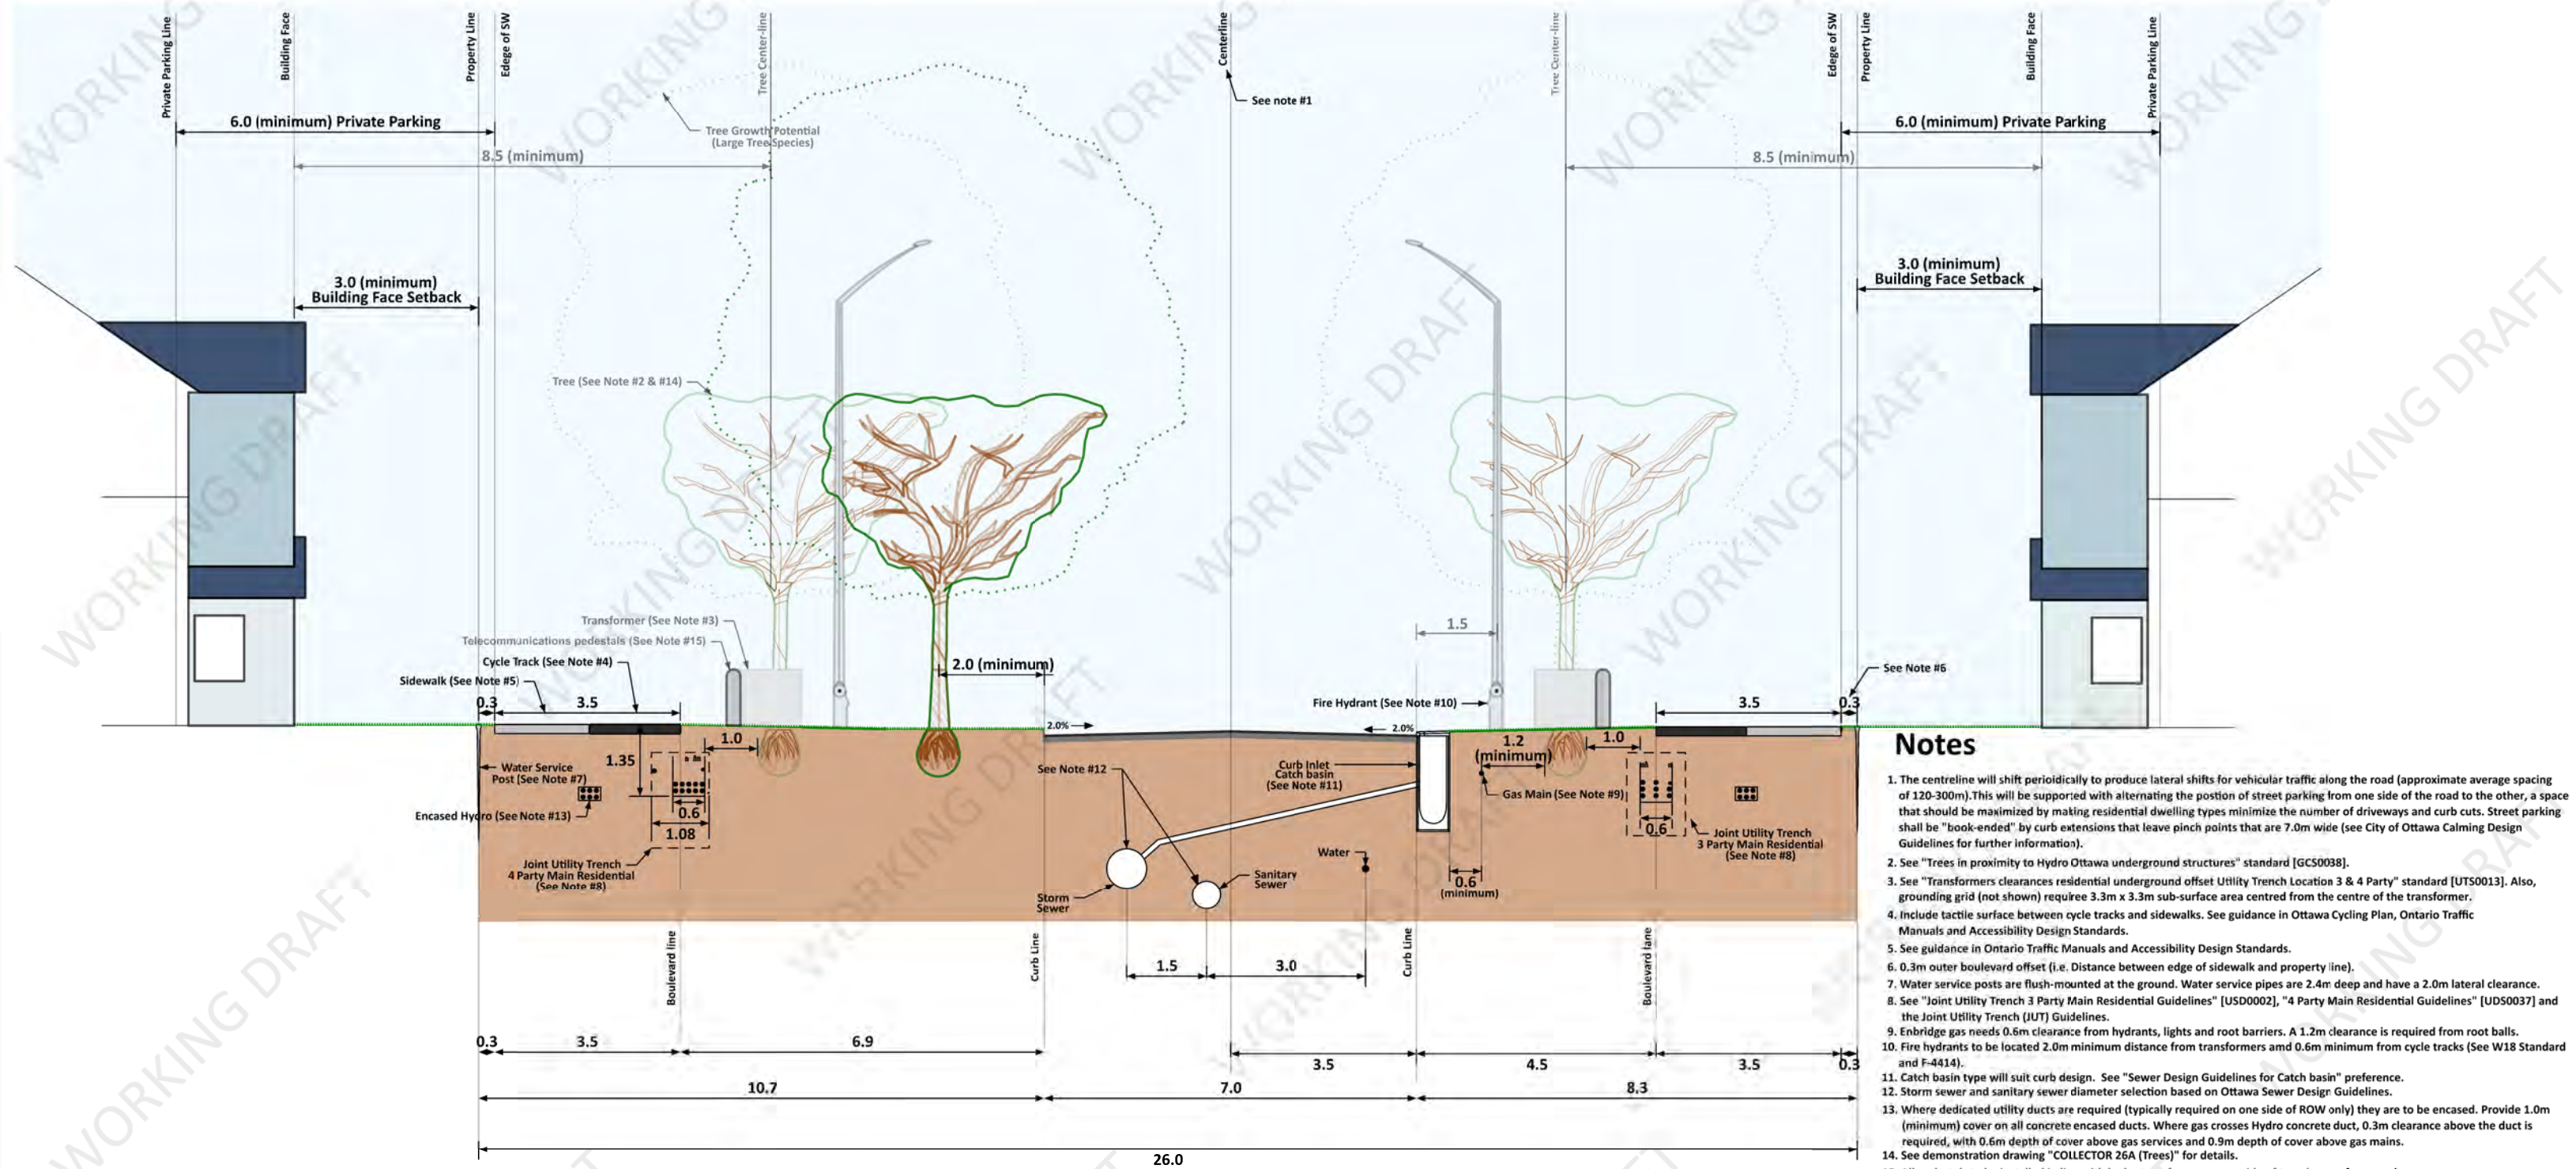 Private Parking Line
Building Face
Property Line
Edege of SW
Tree Center-line
Centerline
Tree Center-line
Edege of SW
Property Line
Building Face
Private Parking Line
See note #1
6.0 (minimum) Private Parking
6.0 (minimum) Private Parking
Tree Growth Potential
(Large Tree Species)
8.5 (minimum)
8.5 (minimum)
3.0 (minimum)
Building Face Setback
3.0 (minimum)
Building Face Setback
Tree (See Note #2 & #14)
Transformer (See Note #3)
Telecommunications pedestals (See Note #15)
Cycle Track (See Note #4)
Sidewalk (See Note #5)
2.0 (minimum)
1.5
See Note #6
0.3
3.5
Fire Hydrant (See Note #10)
3.5
0.3
2.0%
2.0%
1.0
1.35
Water Service
Post (See Note #7)
Encased Hydro (See Note #13)
0.6
1.08
Joint Utility Trench
4 Party Main Residential
(See Note #8)
See Note #12
Curb Inlet
Catch basin
(See Note #11)
1.2
(minimum)
1.0
Gas Main (See Note #9)
0.6
Joint Utility Trench
3 Party Main Residential
(See Note #8)
Water
Sanitary
Sewer
Storm
Sewer
0.6
(minimum)
Boulevard line
Curb Line
Curb Line
Boulevard lane
1.5
3.0
0.3
3.5
6.9
3.5
4.5
3.5
0.3
10.7
7.0
8.3
26.0
Notes
1. The centreline will shift perioidically to produce lateral shifts for vehicular traffic along the road (approximate average spacing
of 120-300m).This will be supported with alternating the postion of street parking from one side of the road to the other, a space
that should be maximized by making residential dwelling types minimize the number of driveways and curb cuts. Street parking
shall be "book-ended" by curb extensions that leave pinch points that are 7.0m wide (see City of Ottawa Calming Design
Guidelines for further information).
2. See "Trees in proximity to Hydro Ottawa underground structures" standard [GCS0038].
3. See "Transformers clearances residential underground offset Utility Trench Location 3 & 4 Party" standard [UTS0013]. Also,
grounding grid (not shown) requiree 3.3m x 3.3m sub-surface area centred from the centre of the transformer.
4. Include tactile surface between cycle tracks and sidewalks. See guidance in Ottawa Cycling Plan, Ontario Traffic
Manuals and Accessibility Design Standards.
5. See guidance in Ontario Traffic Manuals and Accessibility Design Standards.
6. 0.3m outer boulevard offset (i.e. Distance between edge of sidewalk and property line).
7. Water service posts are flush-mounted at the ground. Water service pipes are 2.4m deep and have a 2.0m lateral clearance.
8. See "Joint Utility Trench 3 Party Main Residential Guidelines" [USD0002], "4 Party Main Residential Guidelines" [UDS0037] and
the Joint Utility Trench (JUT) Guidelines.
9. Enbridge gas needs 0.6m clearance from hydrants, lights and root barriers. A 1.2m clearance is required from root balls.
10. Fire hydrants to be located 2.0m minimum distance from transformers amd 0.6m minimum from cycle tracks (See W18 Standard
and F-4414).
11. Catch basin type will suit curb design. See "Sewer Design Guidelines for Catch basin" preference.
12. Storm sewer and sanitary sewer diameter selection based on Ottawa Sewer Design Guidelines.
13. Where dedicated utility ducts are required (typically required on one side of ROW only) they are to be encased. Provide 1.0m
(minimum) cover on all concrete encased ducts. Where gas crosses Hydro concrete duct, 0.3m clearance above the duct is
required, with 0.6m depth of cover above gas services and 0.9m depth of cover above gas mains.
14. See demonstration drawing "COLLECTOR 26A (Trees)" for details.
WORKING DRAFT